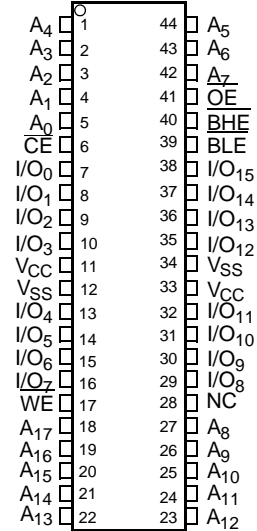 A4 1 44 A5
A3 2 43 A6
A2 3 42 A7
A1 4 41 OE
A0 5 40 BHE
CE 6 39 BLE
I/O0 7 38 I/O15
I/O1 8 37 I/O14
I/O2 9 36 I/O13
I/O3 10 35 I/O12
VCC 11 34 VSS
VSS 12 33 VCC
I/O4 13 32 I/O11
I/O5 14 31 I/O10
I/O6 15 30 I/O9
I/O7 16 29 I/O8
WE 17 28 NC
A17 18 27 A8
A16 19 26 A9
A15 20 25 A10
A14 21 24 A11
A13 22 23 A12